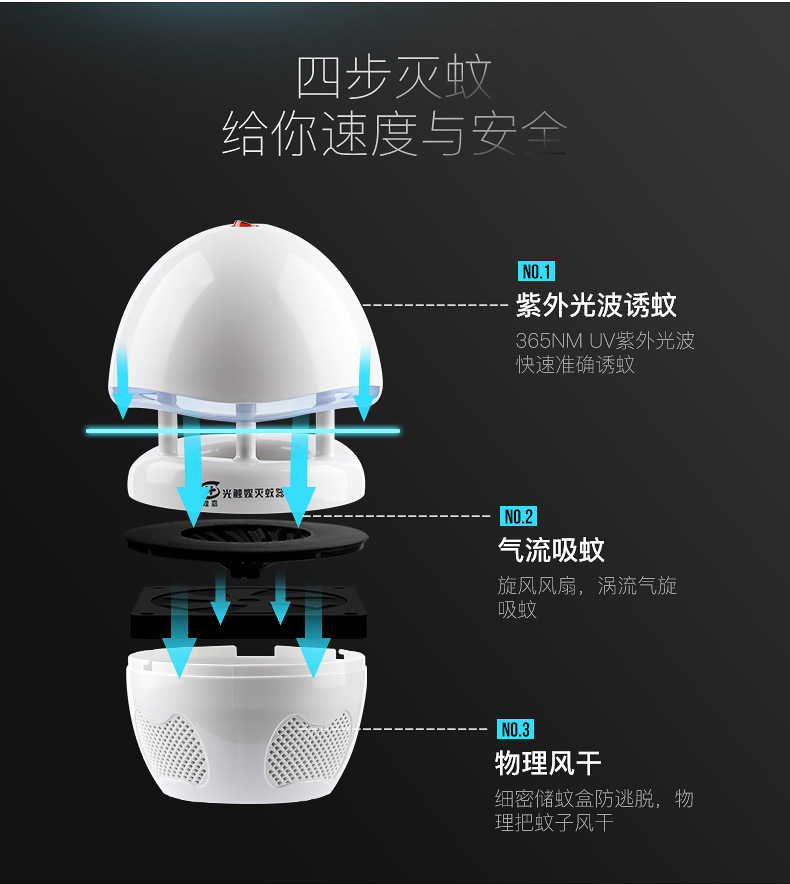 四步灭蚊
给你速度与安全
NO.1
紫外光波诱蚊
365NM UV紫外光波
快速准确诱蚊
光触媒灭蚊器
NO.2
气流吸蚊
旋风风扇，涡流气旋
吸蚊
NO.3
物理风干
细密储蚊盒防逃脱，物
理把蚊子风干